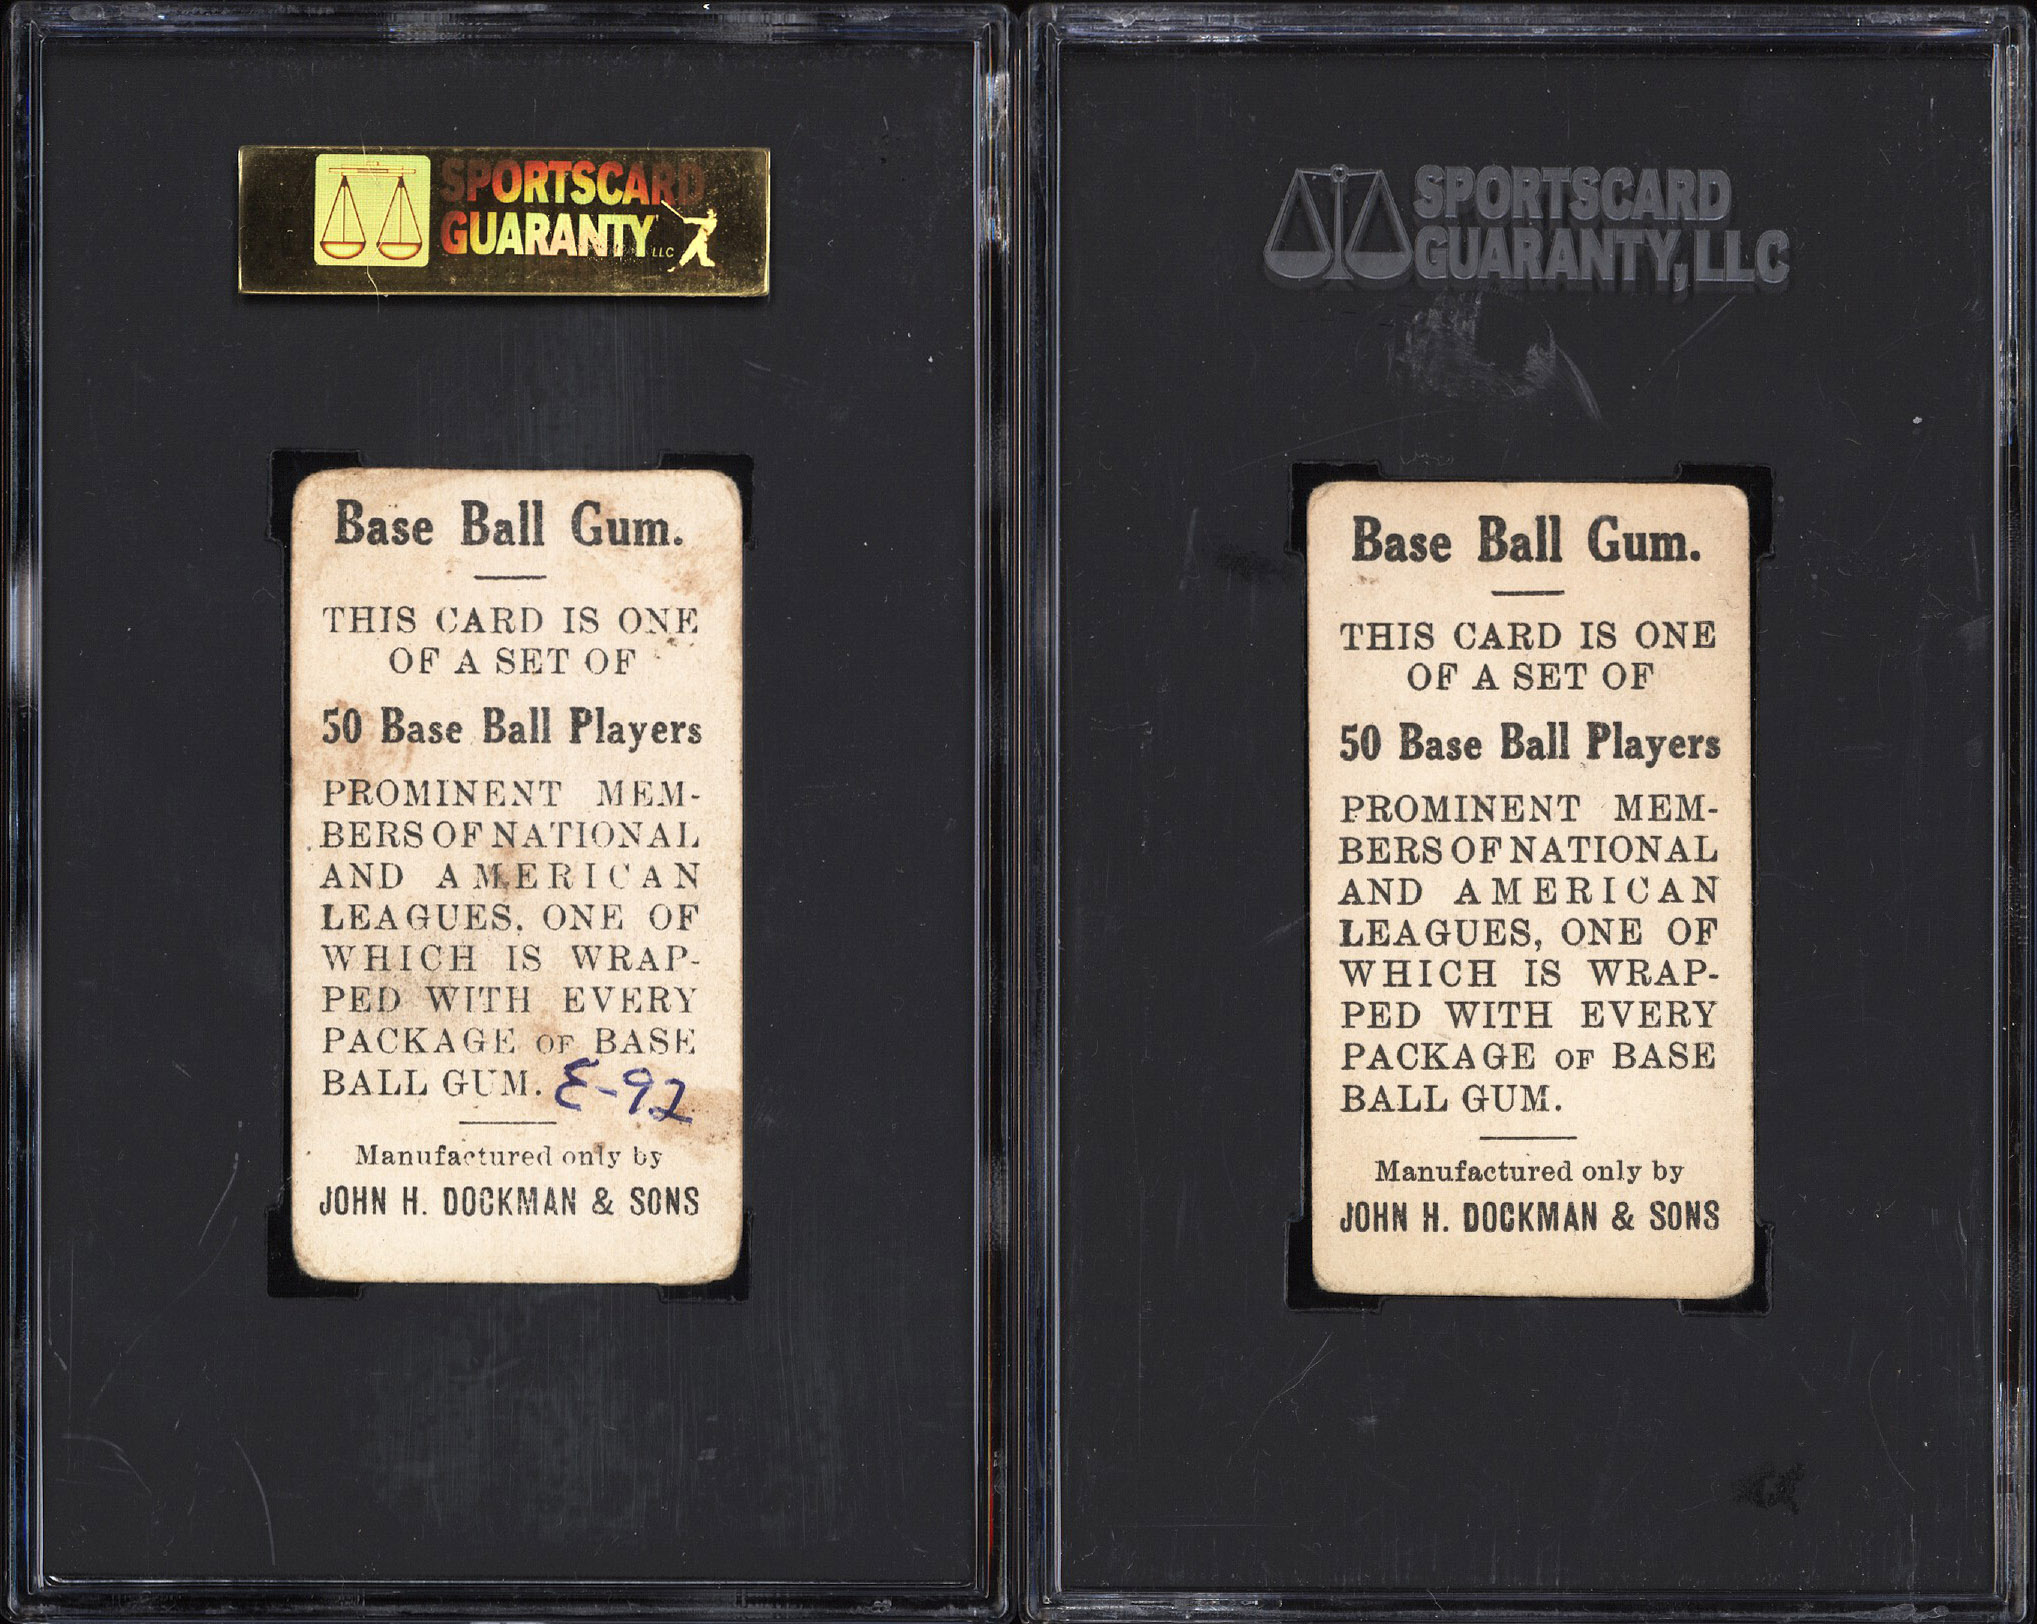 SPORTSCARD
GUARANTY
LLC
Base Ball Gum.
THIS CARD IS ONE
OF A SET OF
50 Base Ball Players
PROMINENT MEM-
BERS OF NATIONAL
AND AMERICAN
LEAGUES, ONE OF
WHICH IS WRAP-
PED WITH EVERY
PACKAGE OF BASE
BALL GUM. E-92
Manufactured only by
JOHN H. DOCKMAN & SONS
SPORTSCARD
GUARANTY, LLC
Base Ball Gum.
THIS CARD IS ONE
OF A SET OF
50 Base Ball Players
PROMINENT MEM-
BERS OF NATIONAL
AND AMERICAN
LEAGUES, ONE OF
WHICH IS WRAP-
PED WITH EVERY
PACKAGE OF BASE
BALL GUM.
Manufactured only by
JOHN H. DOCKMAN & SONS